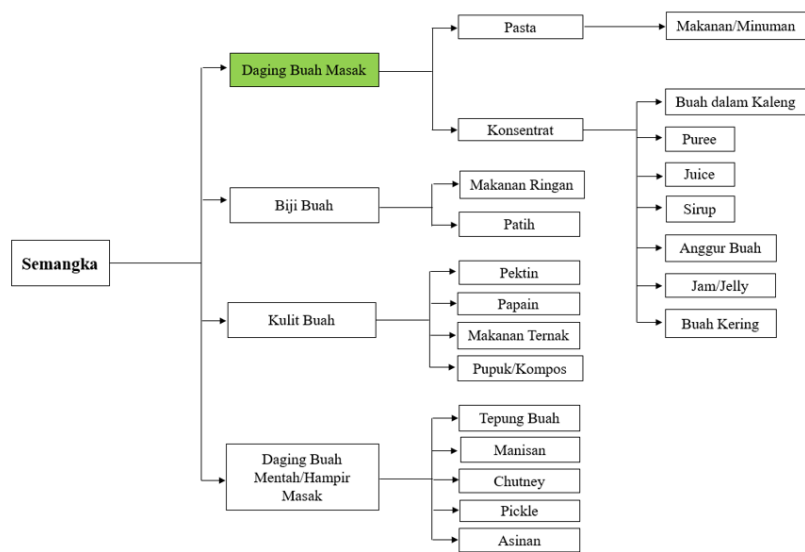 Semangka
Daging Buah Masak
Pasta
Makanan/Minuman
Konsentrat
Buah dalam Kaleng
Puree
Juice
Sirup
Anggur Buah
Jam/Jelly
Buah Kering
Biji Buah
Makanan Ringan
Patih
Kulit Buah
Pektin
Papain
Makanan Ternak
Pupuk/Kompos
Daging Buah
Mentah/Hampir
Masak
Tepung Buah
Manisan
Chutney
Pickle
Asinan